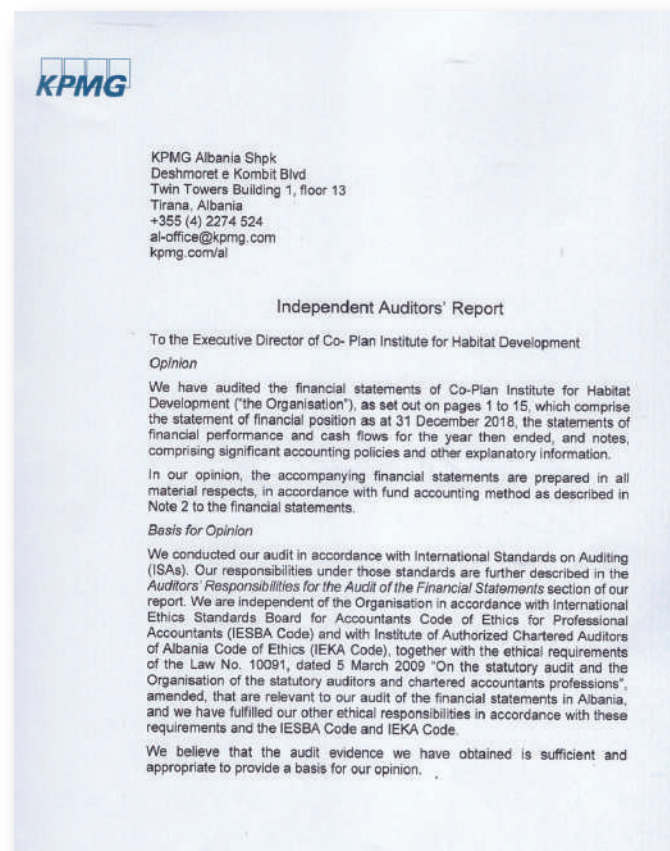 KPMG
KPMG Albania Shpk
Deshmoret e Kombit Blvd
Twin Towers Building 1, floor 13
Tirana, Albania
+355 (4) 2274 524
al-office@kpmg.com
kpmg.com/al
Independent Auditors' Report
To the Executive Director of Co- Plan Institute for Habitat Development
Opinion
We have audited the financial statements of Co-Plan Institute for Habitat
Development ("the Organisation"), as set out on pages 1 to 15, which comprise
the statement of financial position as at 31 December 2018, the statements of
financial performance and cash flows for the year then ended, and notes,
comprising significant accounting policies and other explanatory information.
In our opinion, the accompanying financial statements are prepared in all
material respects, in accordance with fund accounting method as described in
Note 2 to the financial statements.
Basis for Opinion
We conducted our audit in accordance with International Standards on Auditing
(ISAs). Our responsibilities under those standards are further described in the
Auditors' Responsibilities for the Audit of the Financial Statements section of our
report. We are independent of the Organisation in accordance with International
Ethics Standards Board for Accountants Code of Ethics for Professional
Accountants (IESBA Code) and with Institute of Authorized Chartered Auditors
of Albania Code of Ethics (IEKA Code), together with the ethical requirements
of the Law No. 10091, dated 5 March 2009 "On the statutory audit and the
Organisation of the statutory auditors and chartered accountants professions",
amended, that are relevant to our audit of the financial statements in Albania,
and we have fulfilled our other ethical responsibilities in accordance with these
requirements and the IESBA Code and IEKA Code.
We believe that the audit evidence we have obtained is sufficient and
appropriate to provide a basis for our opinion.